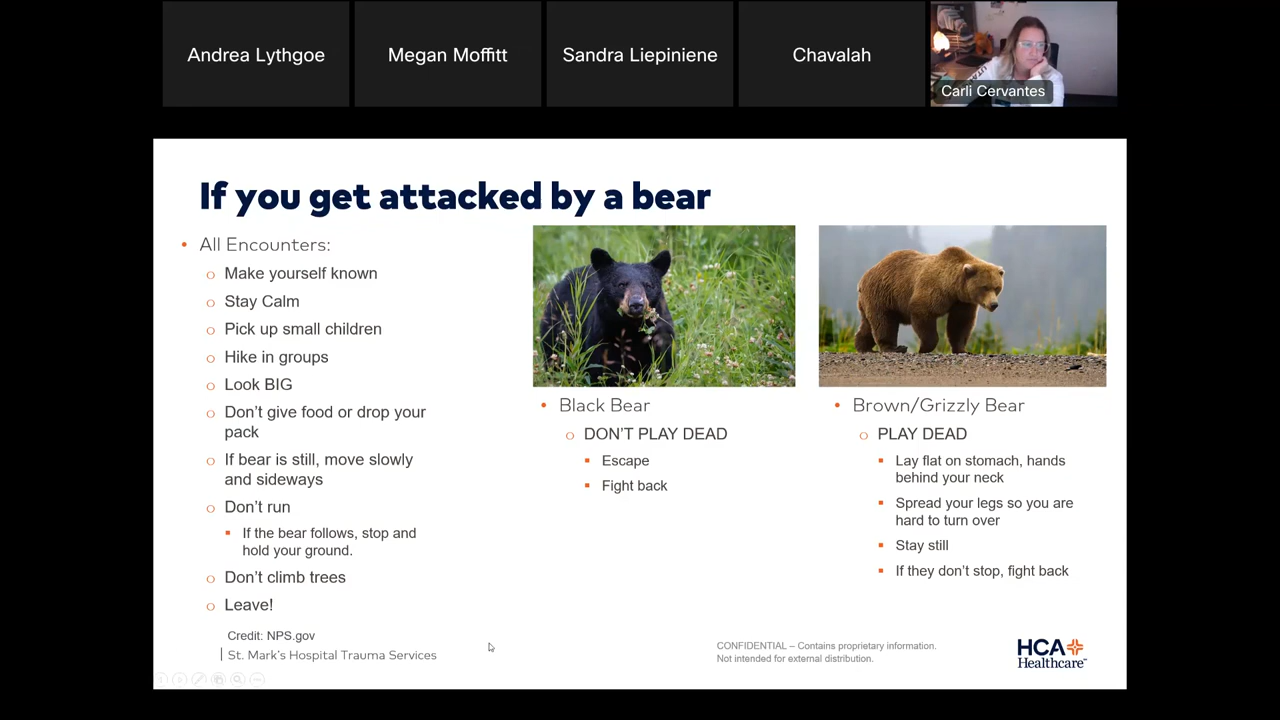 Andrea Lythgoe
Megan Moffitt
Sandra Liepiniene
Chavalah
Carli Cervantes
If you get attacked by a bear
• All Encounters:
o Make yourself known
o Stay Calm
o Pick up small children
o Hike in groups
o Look BIG
o Don't give food or drop your
pack
o If bear is still, move slowly
and sideways
o Don't run
▪ If the bear follows, stop and
hold your ground.
o Don't climb trees
o Leave!
• Black Bear
o DON'T PLAY DEAD
▪ Escape
▪ Fight back
• Brown/Grizzly Bear
o PLAY DEAD
▪ Lay flat on stomach, hands
behind your neck
▪ Spread your legs so you are
hard to turn over
▪ Stay still
▪ If they don't stop, fight back
Credit: NPS.gov
St. Mark's Hospital Trauma Services
CONFIDENTIAL – Contains proprietary information.
Not intended for external distribution.
HCA
Healthcare™